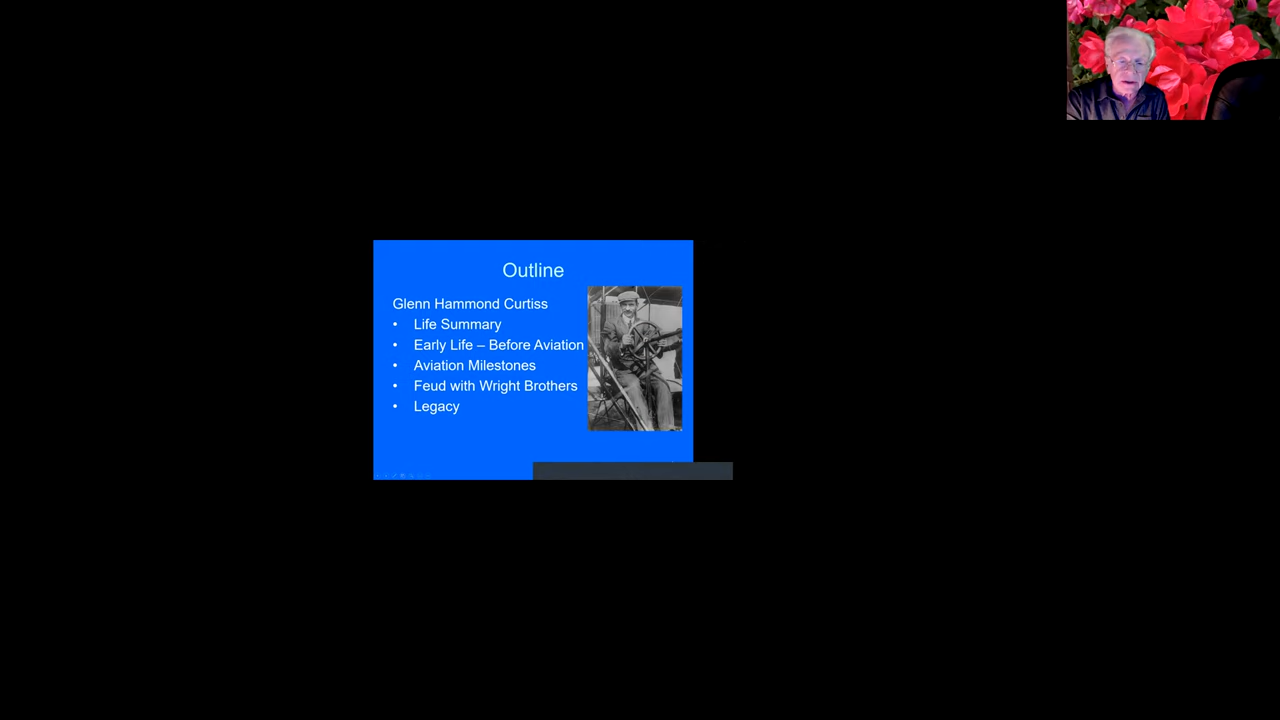 Outline
Glenn Hammond Curtiss
• Life Summary
• Early Life – Before Aviation
• Aviation Milestones
• Feud with Wright Brothers
• Legacy